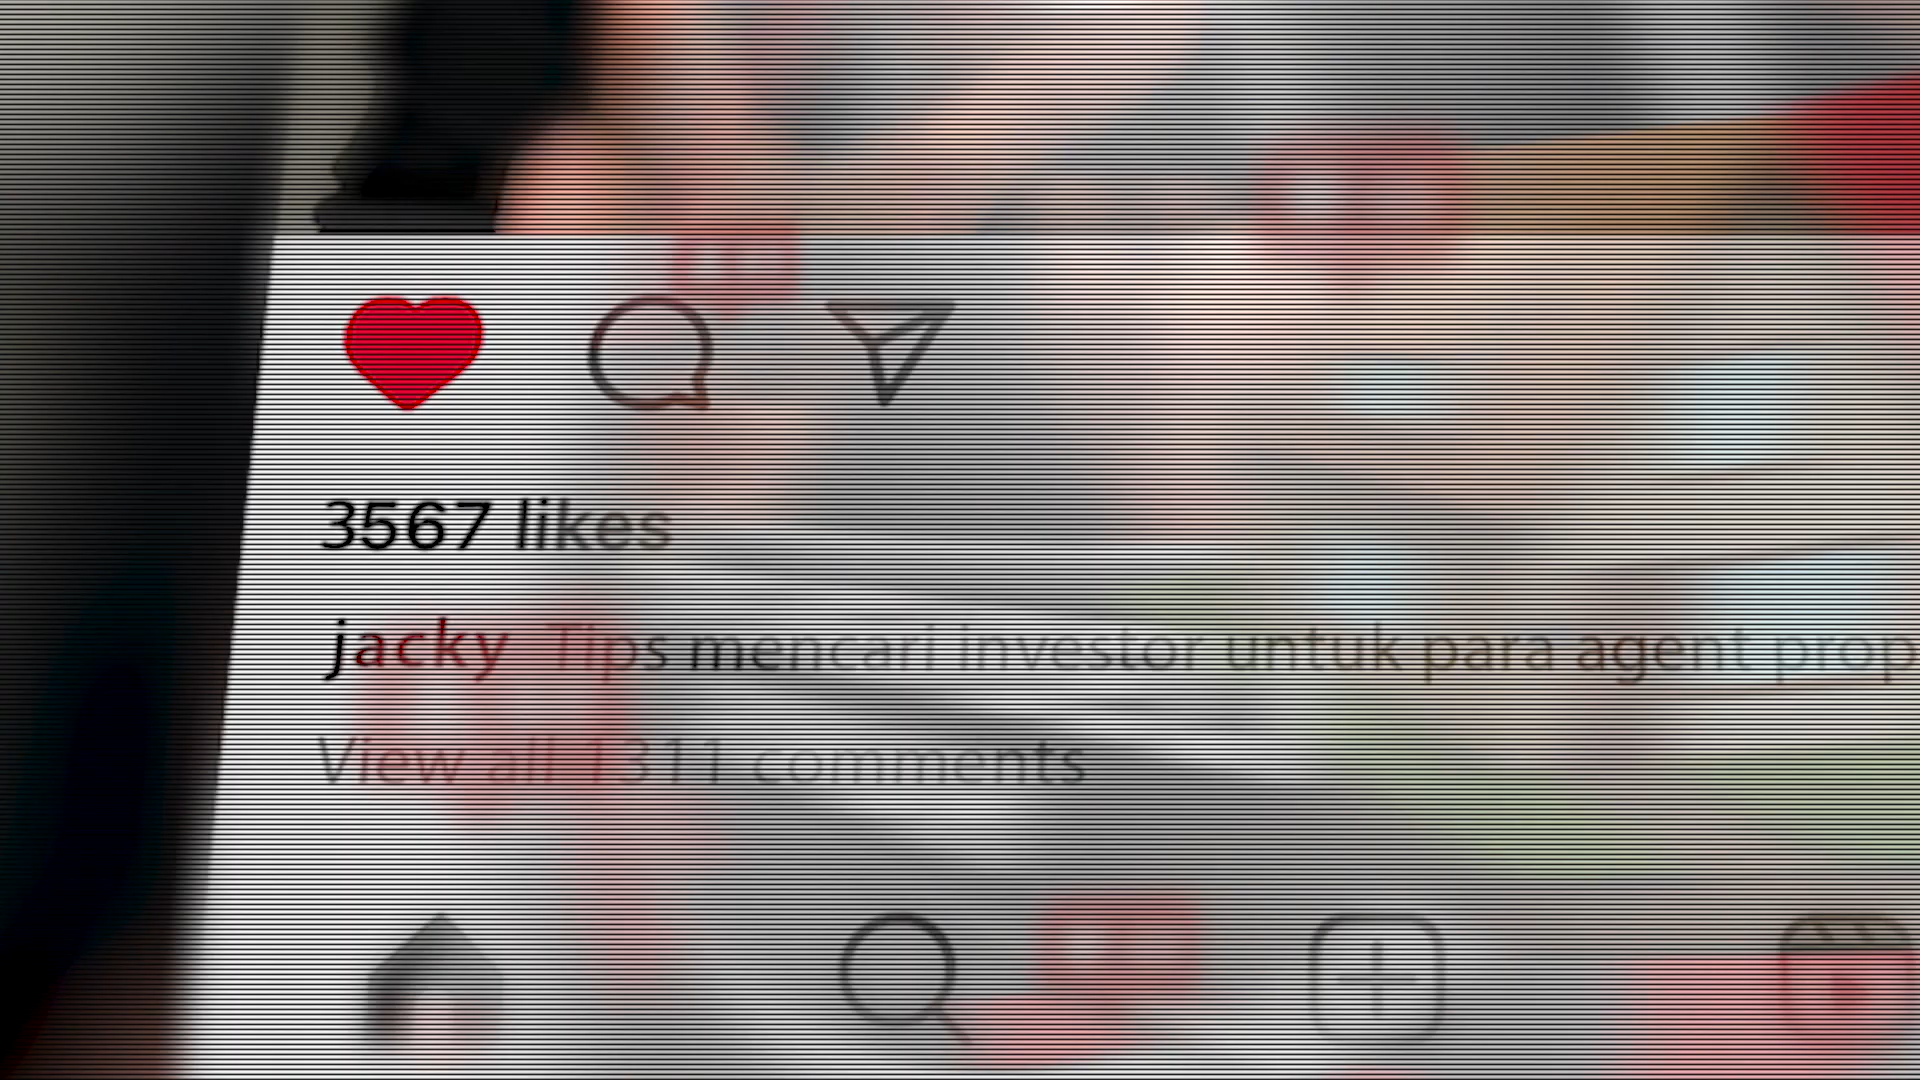 3567 likes
jacky Tips mencari investor untuk para agent prop
View all 1311 comments